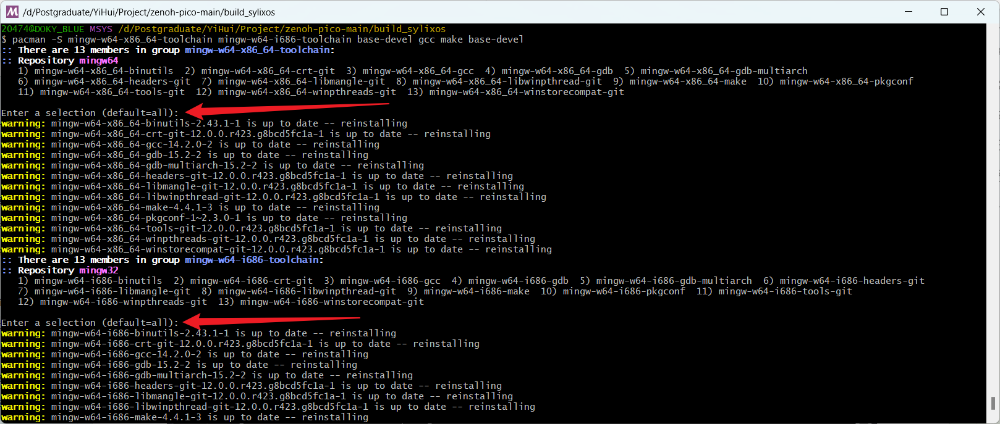 M /d/Postgraduate/YiHui/Project/zenoh-pico-main/build_sylixos
20474@DOKY_BLUE MSYS /d/Postgraduate/YiHui/Project/zenoh-pico-main/build_sylixos
$ pacman -S mingw-w64-x86_64-toolchain mingw-w64-i686-toolchain base-devel gcc make base-devel
:: There are 13 members in group mingw-w64-x86_64-toolchain:
:: Repository mingw64
1) mingw-w64-x86_64-binutils 2) mingw-w64-x86_64-crt-git 3) mingw-w64-x86_64-gcc 4) mingw-w64-x86_64-gdb 5) mingw-w64-x86_64-gdb-multiarch
6) mingw-w64-x86_64-headers-git 7) mingw-w64-x86_64-libmangle-git 8) mingw-w64-x86_64-libwinpthread-git 9) mingw-w64-x86_64-make 10) mingw-w64-x86_64-pkgconf
11) mingw-w64-x86_64-tools-git 12) mingw-w64-x86_64-winpthreads-git 13) mingw-w64-x86_64-winstorecompat-git
Enter a selection (default=all):
warning: mingw-w64-x86_64-binutils-2.43.1-1 is up to date -- reinstalling
warning: mingw-w64-x86_64-crt-git-12.0.0.r423.g8bcd5fc1a-1 is up to date -- reinstalling
warning: mingw-w64-x86_64-gcc-14.2.0-2 is up to date -- reinstalling
warning: mingw-w64-x86_64-gdb-15.2-2 is up to date -- reinstalling
warning: mingw-w64-x86_64-gdb-multiarch-15.2-2 is up to date -- reinstalling
warning: mingw-w64-x86_64-headers-git-12.0.0.r423.g8bcd5fc1a-1 is up to date -- reinstalling
warning: mingw-w64-x86_64-libmangle-git-12.0.0.r423.g8bcd5fc1a-1 is up to date -- reinstalling
warning: mingw-w64-x86_64-libwinpthread-git-12.0.0.r423.g8bcd5fc1a-1 is up to date -- reinstalling
warning: mingw-w64-x86_64-make-4.4.1-3 is up to date -- reinstalling
warning: mingw-w64-x86_64-pkgconf-1~2.3.0-1 is up to date -- reinstalling
warning: mingw-w64-x86_64-tools-git-12.0.0.r423.g8bcd5fc1a-1 is up to date -- reinstalling
warning: mingw-w64-x86_64-winpthreads-git-12.0.0.r423.g8bcd5fc1a-1 is up to date -- reinstalling
warning: mingw-w64-x86_64-winstorecompat-git-12.0.0.r423.g8bcd5fc1a-1 is up to date -- reinstalling
:: There are 13 members in group mingw-w64-i686-toolchain:
:: Repository mingw32
1) mingw-w64-i686-binutils 2) mingw-w64-i686-crt-git 3) mingw-w64-i686-gcc 4) mingw-w64-i686-gdb 5) mingw-w64-i686-gdb-multiarch 6) mingw-w64-i686-headers-git
7) mingw-w64-i686-libmangle-git 8) mingw-w64-i686-libwinpthread-git 9) mingw-w64-i686-make 10) mingw-w64-i686-pkgconf 11) mingw-w64-i686-tools-git
12) mingw-w64-i686-winpthreads-git 13) mingw-w64-i686-winstorecompat-git
Enter a selection (default=all):
warning: mingw-w64-i686-binutils-2.43.1-1 is up to date -- reinstalling
warning: mingw-w64-i686-crt-git-12.0.0.r423.g8bcd5fc1a-1 is up to date -- reinstalling
warning: mingw-w64-i686-gcc-14.2.0-2 is up to date -- reinstalling
warning: mingw-w64-i686-gdb-15.2-2 is up to date -- reinstalling
warning: mingw-w64-i686-gdb-multiarch-15.2-2 is up to date -- reinstalling
warning: mingw-w64-i686-headers-git-12.0.0.r423.g8bcd5fc1a-1 is up to date -- reinstalling
warning: mingw-w64-i686-libmangle-git-12.0.0.r423.g8bcd5fc1a-1 is up to date -- reinstalling
warning: mingw-w64-i686-libwinpthread-git-12.0.0.r423.g8bcd5fc1a-1 is up to date -- reinstalling
warning: mingw-w64-i686-make-4.4.1-3 is up to date -- reinstalling